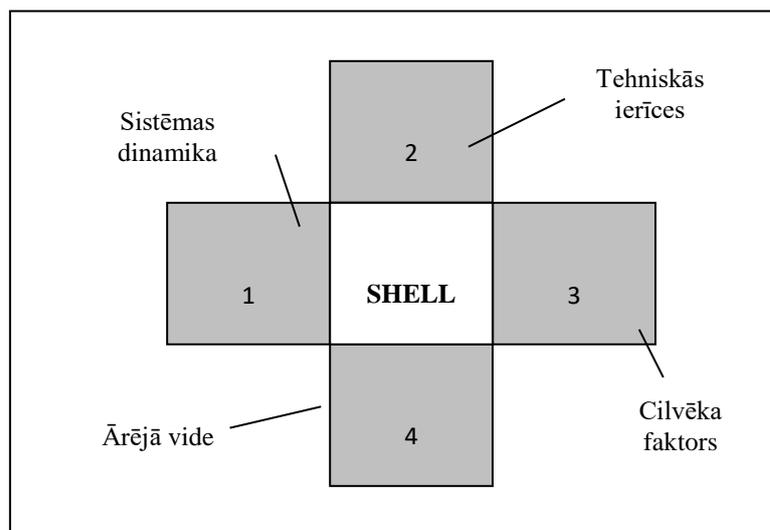 Tehniskās
ierīces
Sistēmas
dinamika
2
1
SHELL
3
Ārējā vide
4
Cilvēka
faktors